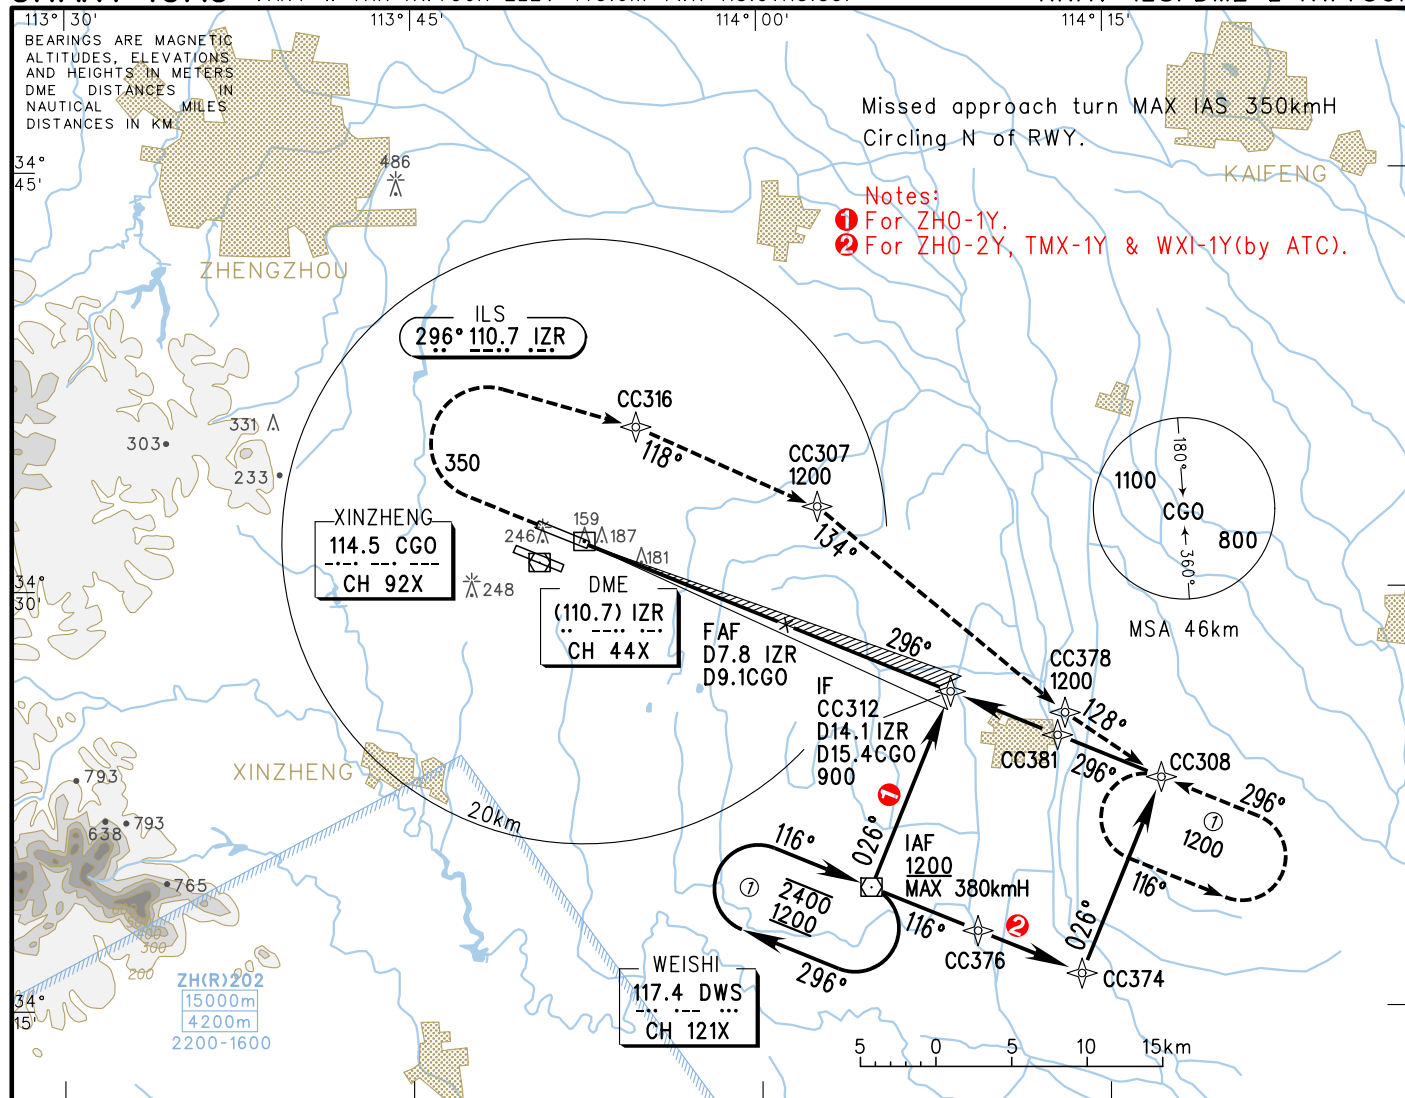 113°30'
113°45'
114°00'
114°15'
BEARINGS ARE MAGNETIC
ALTITUDES, ELEVATIONS
AND HEIGHTS IN METERS
DME DISTANCES IN
NAUTICAL MILES
DISTANCES IN KM
34°
45'
486
ZHENGZHOU
Missed approach turn MAX IAS 350kmH
Circling N of RWY.
KAIFENG
Notes:
1 For ZHO-1Y.
2 For ZHO-2Y, TMX-1Y & WXI-1Y(by ATC).
ILS
296° 110.7 IZR
CC316
118°
350
CC307
1200
134°
331
303
233
XINZHENG
114.5 CGO
CH 92X
246
159
187
181
248
DME
(110.7) IZR
CH 44X
180°
1100
CGO
800
360°
MSA 46km
34°
30'
FAF
D7.8 IZR
D9.1CGO
296°
IF
CC312
D14.1 IZR
D15.4CGO
900
CC378
1200
128°
CC381
296°
CC308
296°
①
1200
116°
XINZHENG
20km
793
638
793
765
400
300
200
1
026°
IAF
1200
MAX 380kmH
116°
①
2400
1200
296°
116°
2
CC376
026°
CC374
WEISHI
117.4 DWS
CH 121X
ZH(R)202
15000m
4200m
2200-1600
34°
15'
5 0 5 10 15km